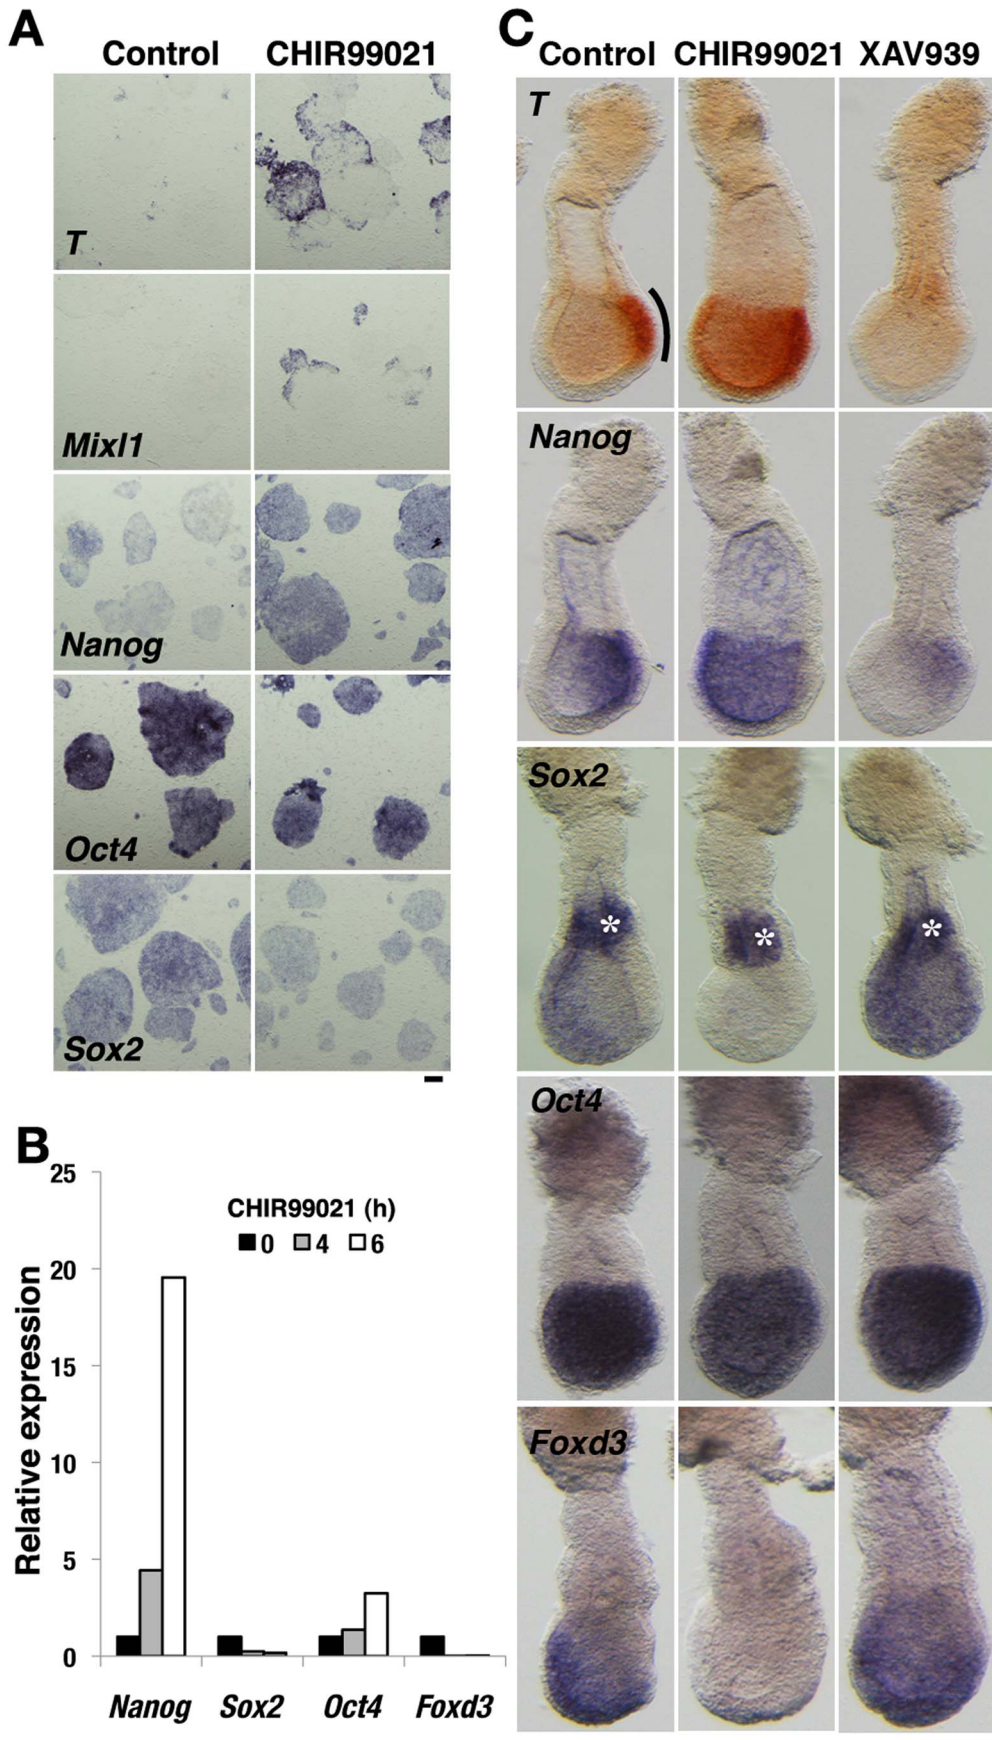 A
Control CHIR99021
T
Mixl1
Nanog
Oct4
Sox2
B
25
20
15
10
5
0
Relative expression
CHIR99021 (h)
0 4 6
Nanog Sox2 Oct4 Foxd3
C
Control CHIR99021 XAV939
T
Nanog
Sox2
*
*
*
Oct4
Foxd3